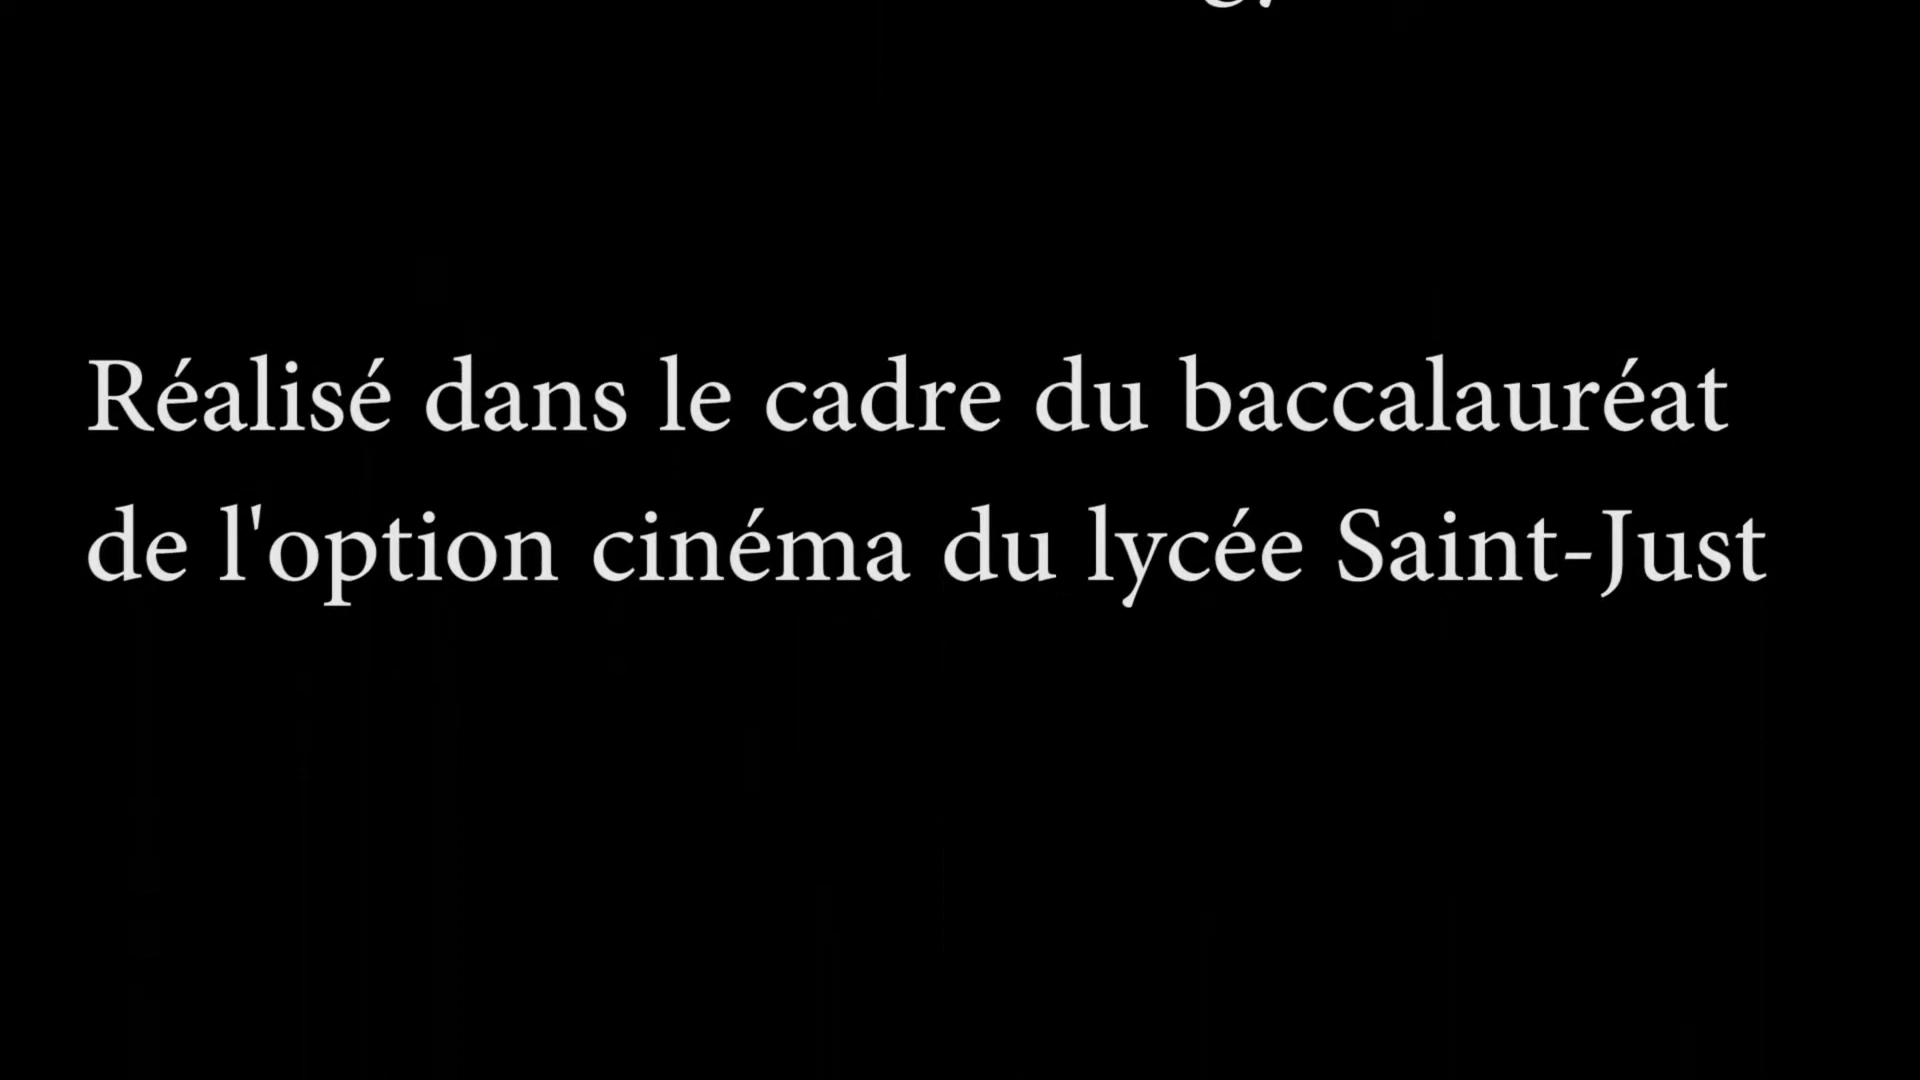 Réalisé dans le cadre du baccalauréat
de l'option cinéma du lycée Saint-Just